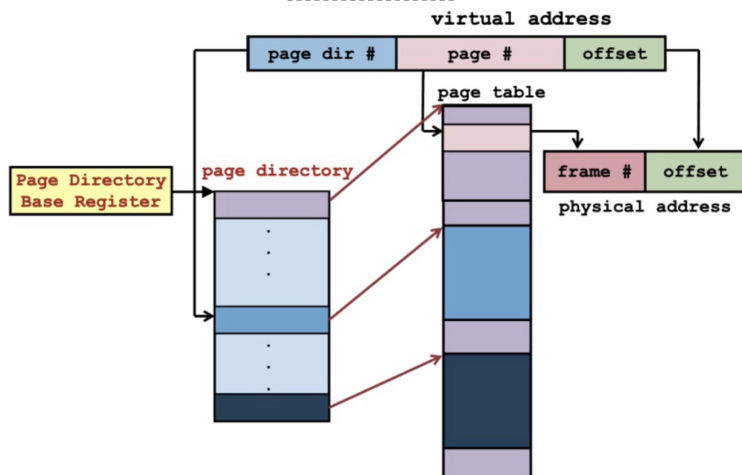 virtual address
page dir #
page #
offset
page table
page directory
Page Directory
Base Register
frame #
offset
physical address